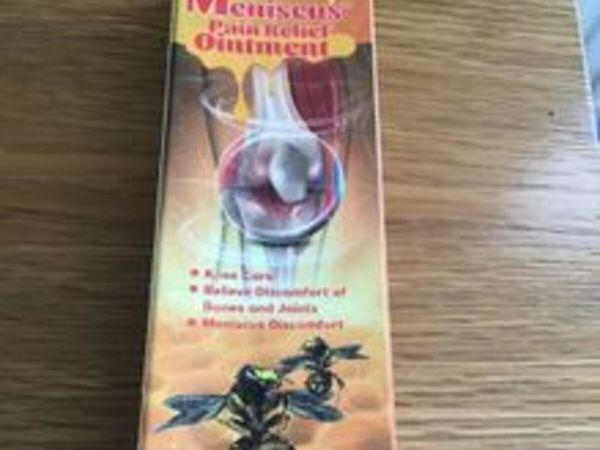 Meniscus
Pain Relief
Ointment
Knee Care
Relieve Discomfort of
Bones and Joints
Meniscus Discomfort